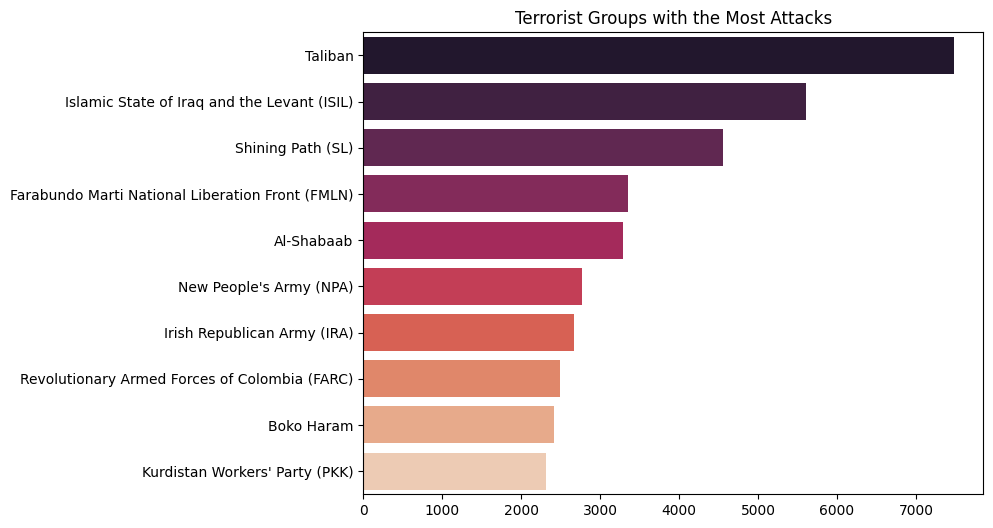 Terrorist Groups with the Most Attacks
Taliban
Islamic State of Iraq and the Levant (ISIL)
Shining Path (SL)
Farabundo Marti National Liberation Front (FMLN)
Al-Shabaab
New People's Army (NPA)
Irish Republican Army (IRA)
Revolutionary Armed Forces of Colombia (FARC)
Boko Haram
Kurdistan Workers' Party (PKK)
0 1000 2000 3000 4000 5000 6000 7000